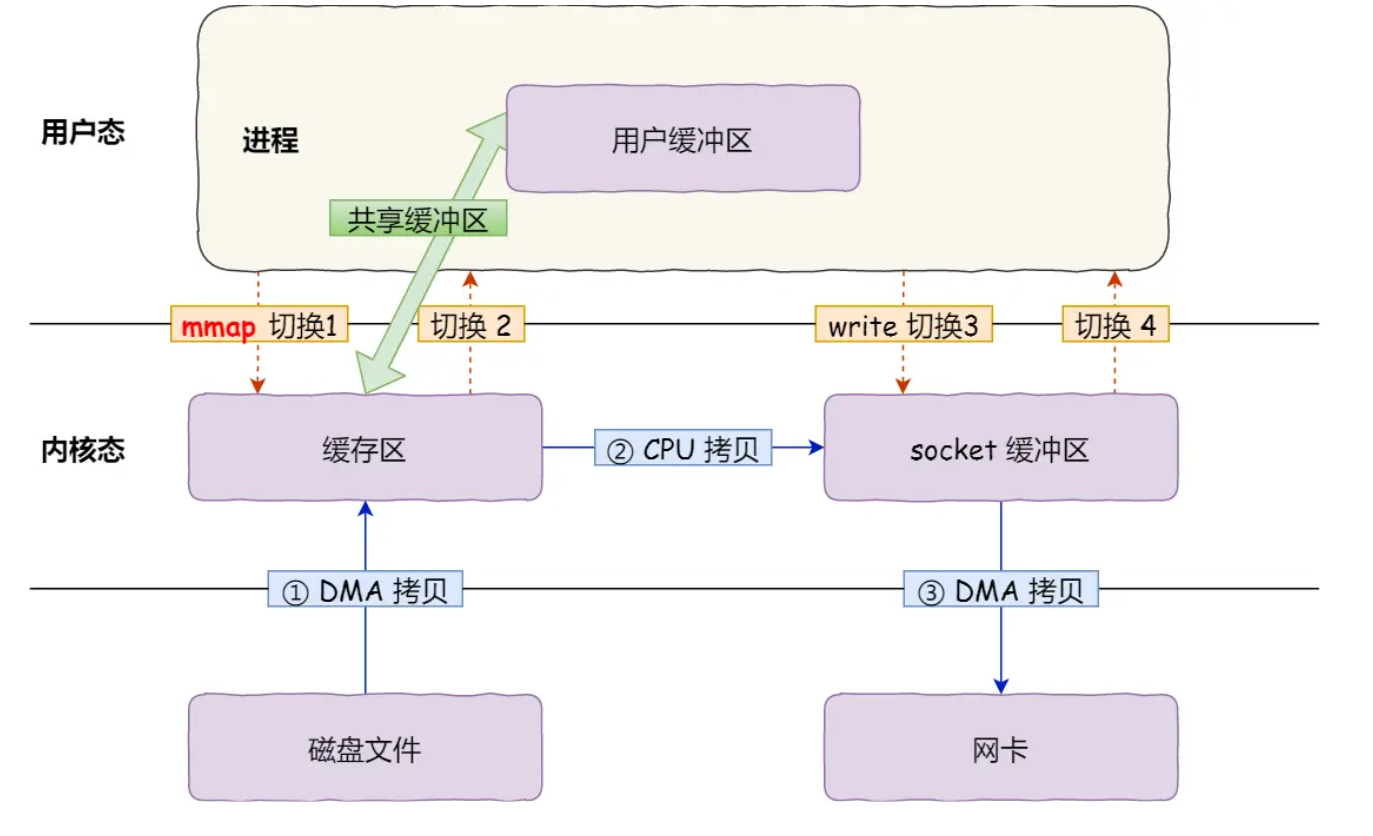 用户态
进程
用户缓冲区
共享缓冲区
mmap 切换1
切换 2
write 切换3
切换 4
内核态
缓存区
② CPU 拷贝
socket 缓冲区
① DMA 拷贝
③ DMA 拷贝
磁盘文件
网卡